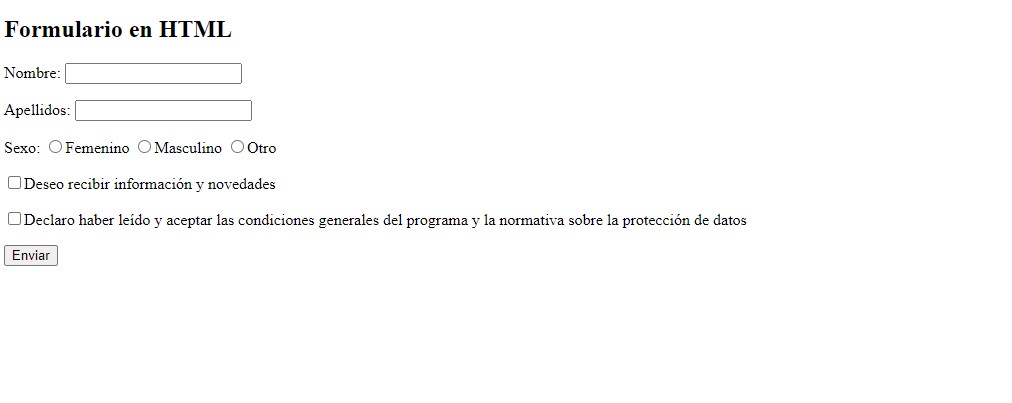 Formulario en HTML
Nombre:
Apellidos:
Sexo: Femenino Masculino Otro
Deseo recibir información y novedades
Declaro haber leído y aceptar las condiciones generales del programa y la normativa sobre la protección de datos
Enviar